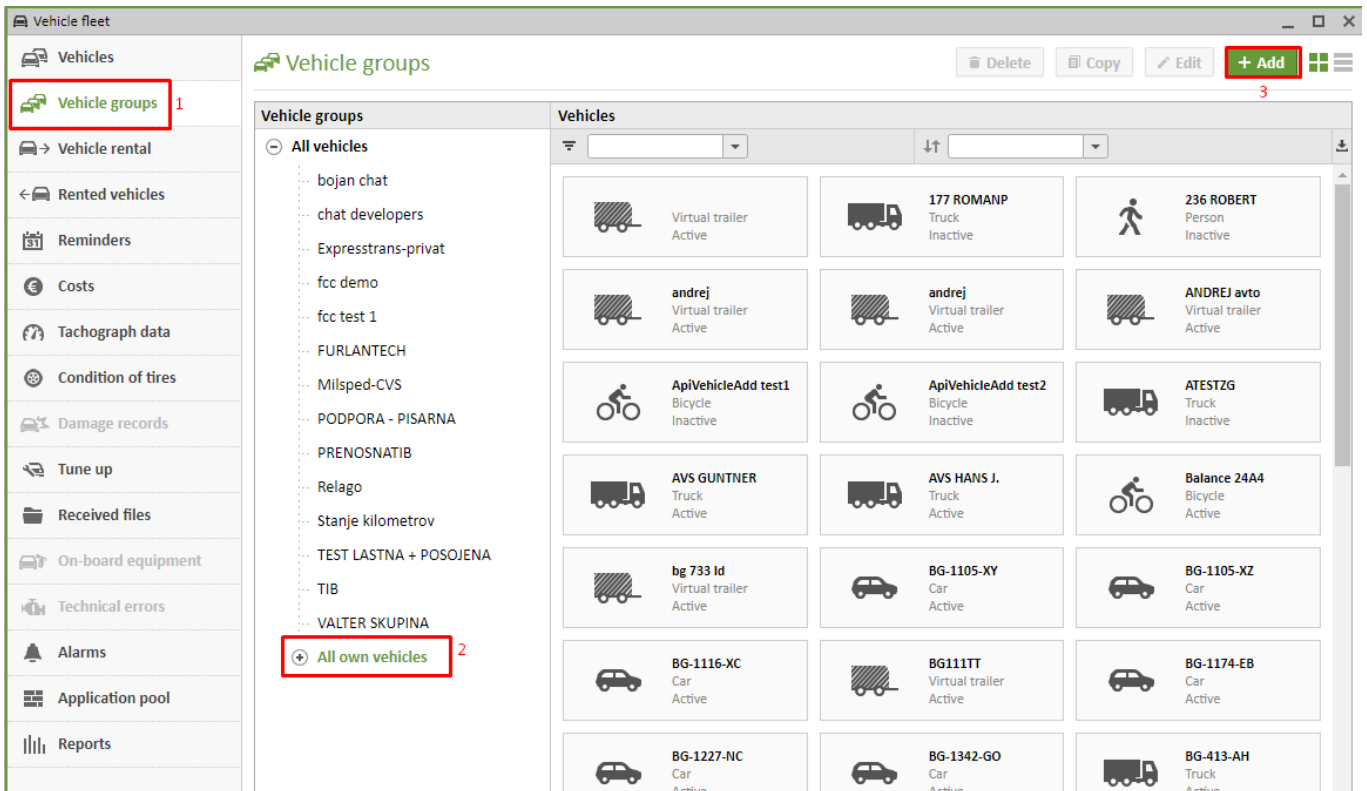 Vehicle fleet
Vehicles
Vehicle groups
1
Vehicle rental
Rented vehicles
31
Reminders
Costs
Tachograph data
Condition of tires
Damage records
Tune up
Received files
On-board equipment
Technical errors
Alarms
Application pool
Reports
Vehicle groups
Delete
Copy
Edit
+ Add
3
Vehicle groups
All vehicles
bojan chat
chat developers
Expresstrans-privat
fcc demo
fcc test 1
FURLANTECH
Milsped-CVS
PODPORA - PISARNA
PRENOSNATIB
Relago
Stanje kilometrov
TEST LASTNA + POSOJENA
TIB
VALTER SKUPINA
All own vehicles
2
Vehicles
Virtual trailer
Active
177 ROMANP
Truck
Inactive
236 ROBERT
Person
Inactive
andrej
Virtual trailer
Active
andrej
Virtual trailer
Active
ANDREJ avto
Virtual trailer
Active
ApiVehicleAdd test1
Bicycle
Inactive
ApiVehicleAdd test2
Bicycle
Inactive
ATESTZG
Truck
Inactive
AVS GUNTNER
Truck
Active
AVS HANS J.
Truck
Active
Balance 24A4
Bicycle
Active
bg 733 ld
Virtual trailer
Active
BG-1105-XY
Car
Active
BG-1105-XZ
Car
Active
BG-1116-XC
Car
Active
BG111TT
Virtual trailer
Active
BG-1174-EB
Car
Active
BG-1227-NC
Car
Active
BG-1342-GO
Car
Active
BG-413-AH
Truck
Active